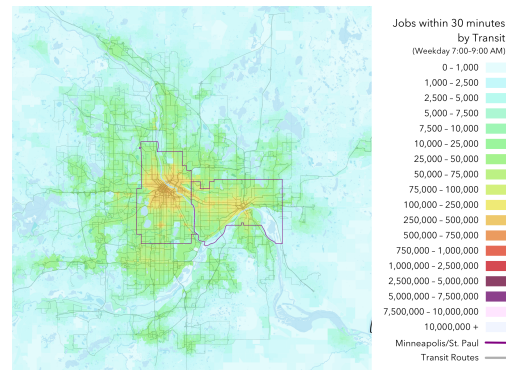 Jobs within 30 minutes
by Transit
(Weekday 7:00-9:00 AM)
0 – 1,000
1,000 – 2,500
2,500 – 5,000
5,000 – 7,500
7,500 – 10,000
10,000 – 25,000
25,000 – 50,000
50,000 – 75,000
75,000 – 100,000
100,000 – 250,000
250,000 – 500,000
500,000 – 750,000
750,000 – 1,000,000
1,000,000 – 2,500,000
2,500,000 – 5,000,000
5,000,000 – 7,500,000
7,500,000 – 10,000,000
10,000,000 +
Minneapolis/St. Paul
Transit Routes